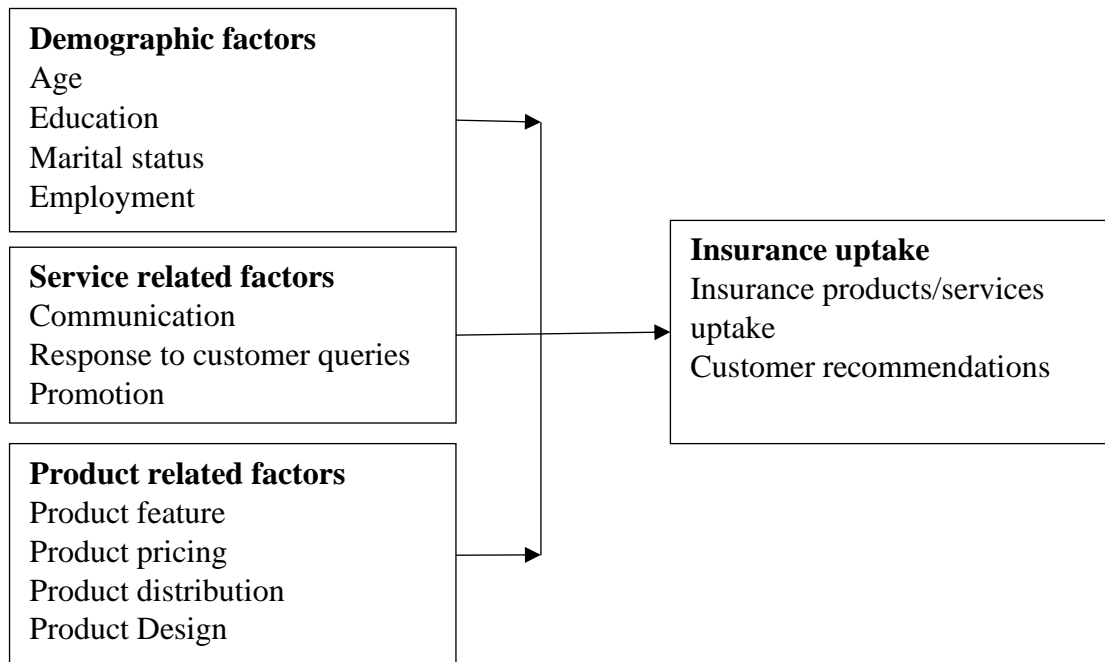 Demographic factors
Age
Education
Marital status
Employment
Service related factors
Communication
Response to customer queries
Promotion
Product related factors
Product feature
Product pricing
Product distribution
Product Design
Insurance uptake
Insurance products/services
uptake
Customer recommendations